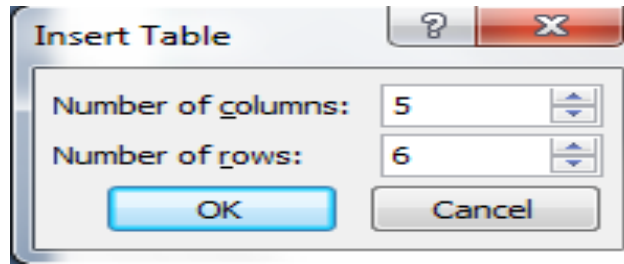 Insert Table
Number of columns: 5
Number of rows: 6
OK Cancel